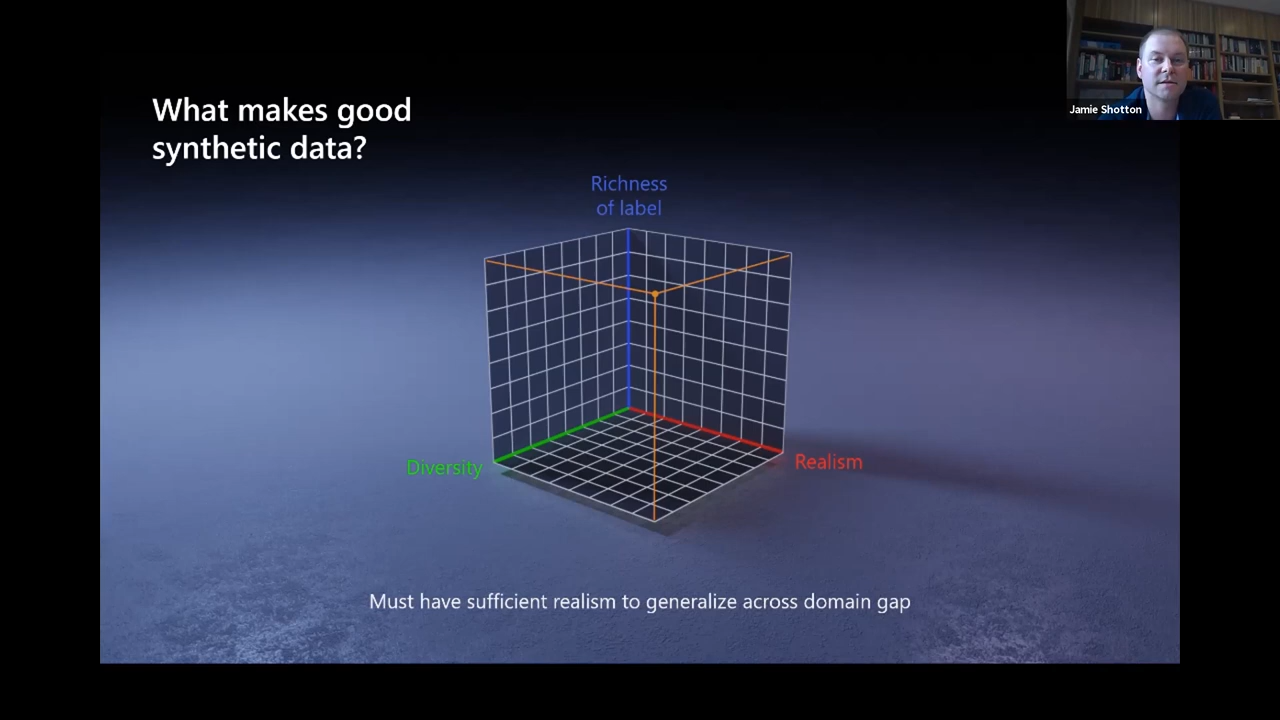 What makes good
synthetic data?
Jamie Shotton
Richness
of label
Diversity
Realism
Must have sufficient realism to generalize across domain gap